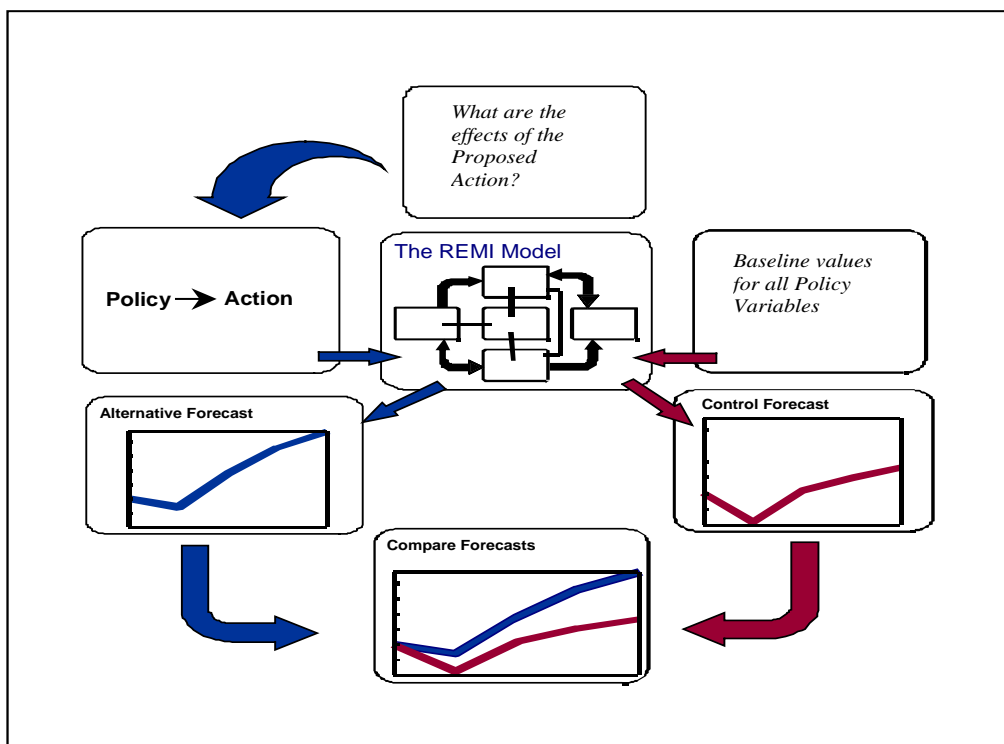 What are the
effects of the
Proposed
Action?
Policy Action
The REMI Model
Baseline values
for all Policy
Variables
Alternative Forecast
Control Forecast
Compare Forecasts